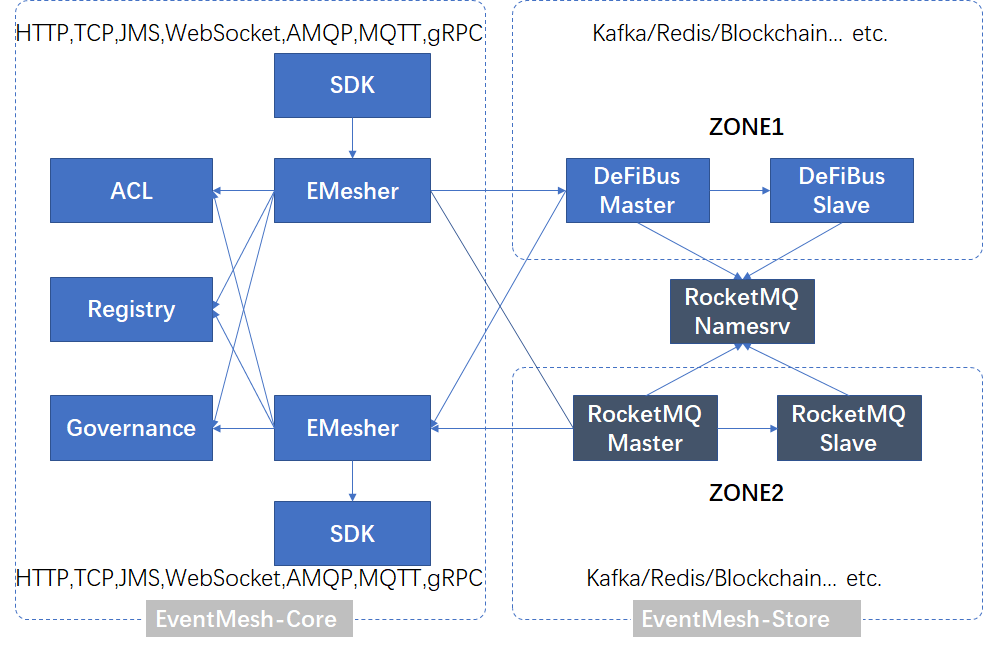 HTTP,TCP,JMS,WebSocket,AMQP,MQTT,gRPC
Kafka/Redis/Blockchain... etc.
SDK
ZONE1
ACL
EMesher
DeFiBus
Master
DeFiBus
Slave
Registry
RocketMQ
Namesrv
Governance
EMesher
RocketMQ
Master
RocketMQ
Slave
ZONE2
SDK
HTTP,TCP,JMS,WebSocket,AMQP,MQTT,gRPC
Kafka/Redis/Blockchain... etc.
EventMesh-Core
EventMesh-Store